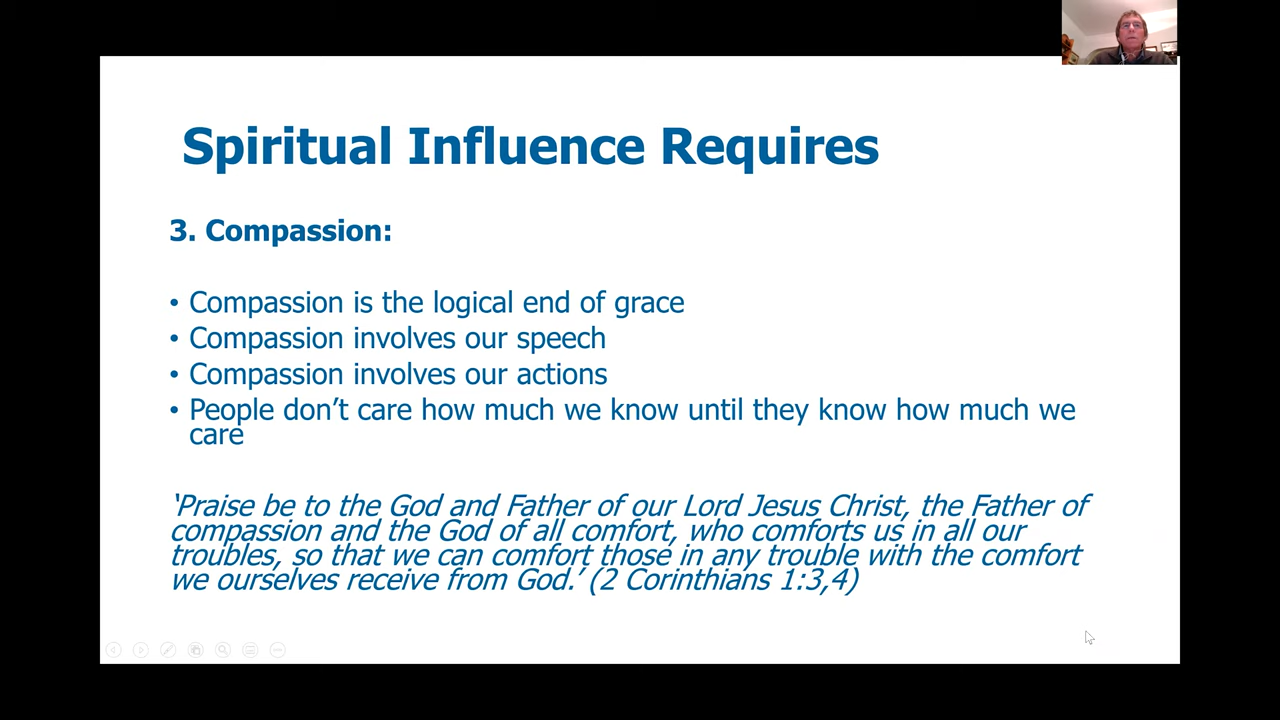 Spiritual Influence Requires
3. Compassion:
• Compassion is the logical end of grace
• Compassion involves our speech
• Compassion involves our actions
• People don’t care how much we know until they know how much we
care
‘Praise be to the God and Father of our Lord Jesus Christ, the Father of
compassion and the God of all comfort, who comforts us in all our
troubles, so that we can comfort those in any trouble with the comfort
we ourselves receive from God.’ (2 Corinthians 1:3,4)